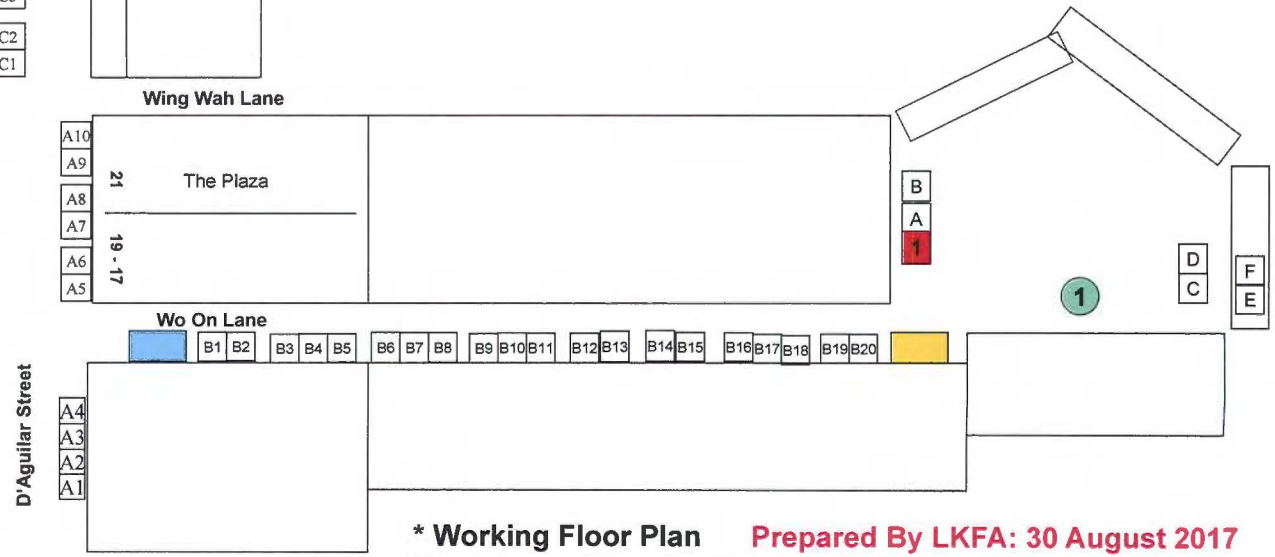 C2
C1
Wing Wah Lane
A10
A9
A8
A7
A6
A5
21
The Plaza
19 - 17
B
A
1
D
C
F
E
1
Wo On Lane
B1 B2 B3 B4 B5 B6 B7 B8 B9 B10 B11 B12 B13 B14 B15 B16 B17 B18 B19 B20
D'Aguilar Street
A4
A3
A2
A1
* Working Floor Plan
Prepared By LKFA: 30 August 2017